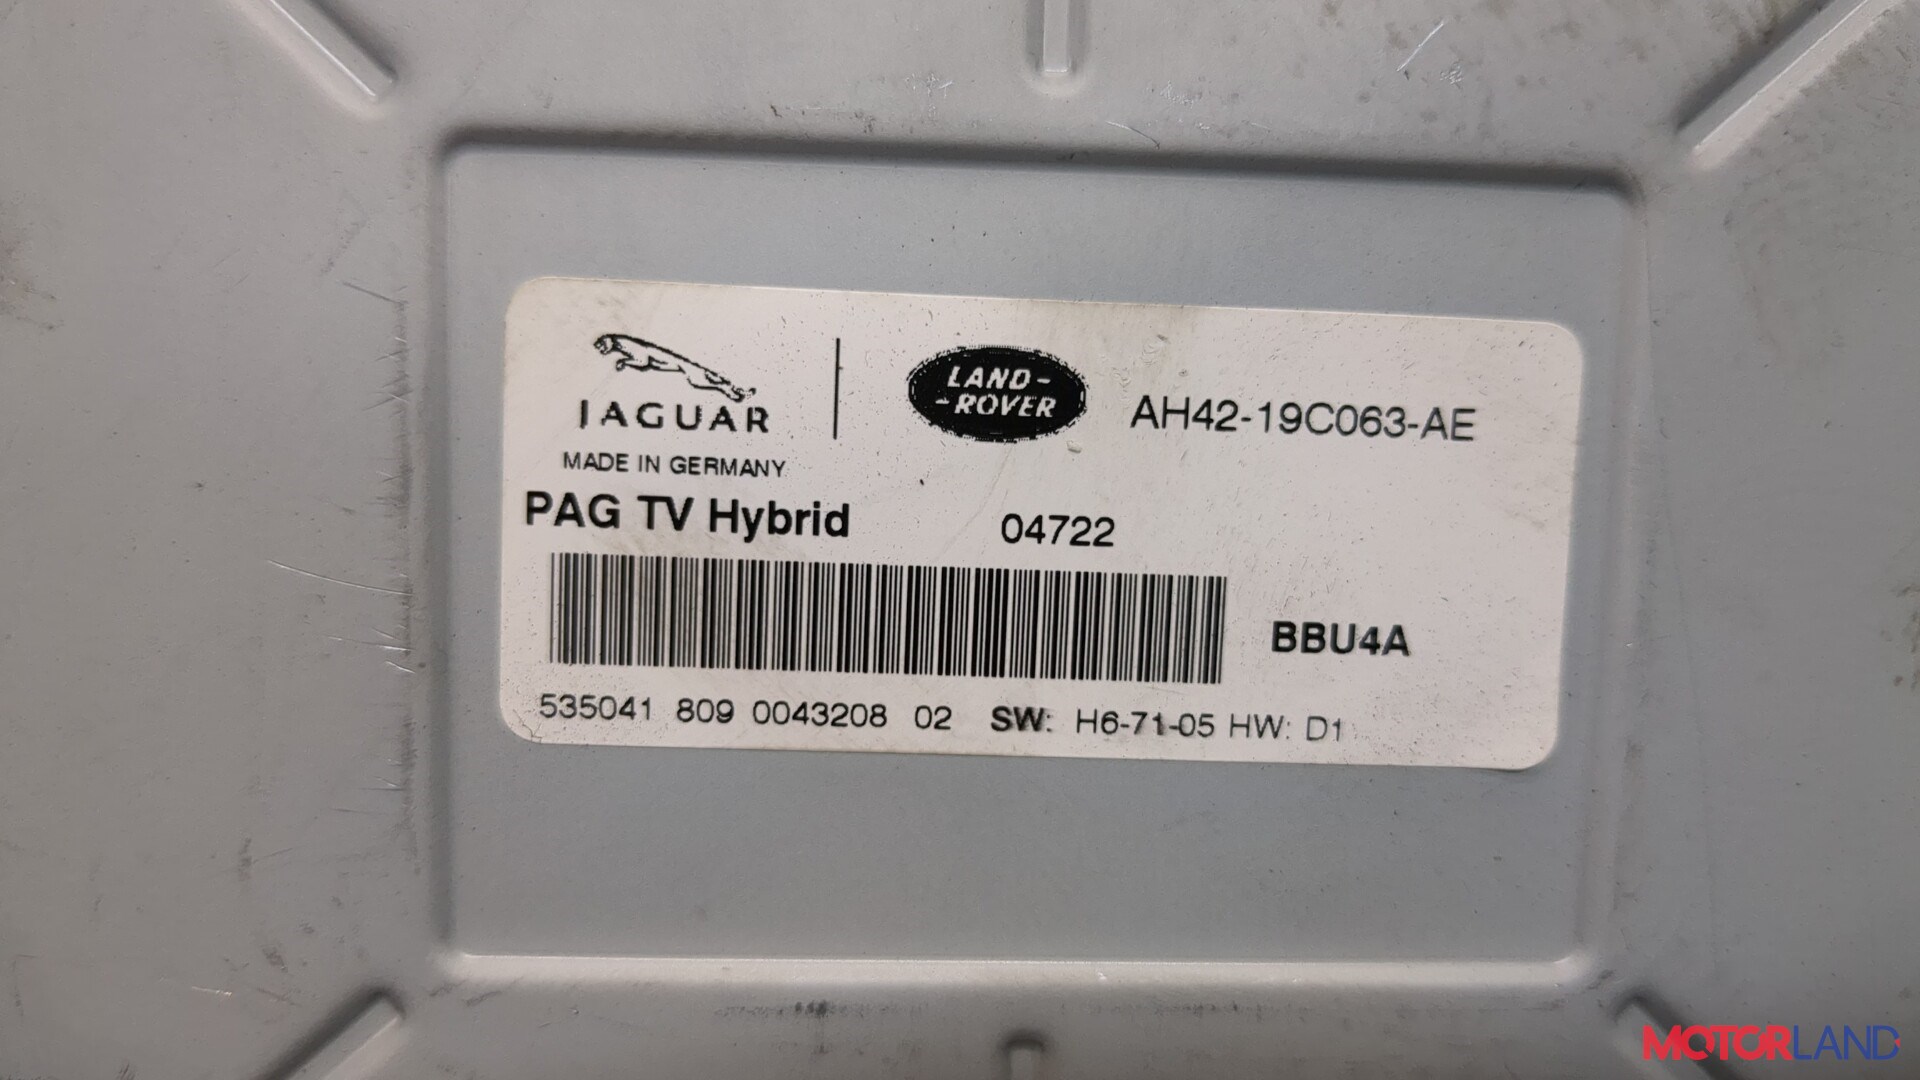 JAGUAR
LAND-
-ROVER
AH42-19C063-AE
MADE IN GERMANY
PAG TV Hybrid 04722
BBU4A
535041 809 0043208 02 SW: H6-71-05 HW: D1
MOTORLAND